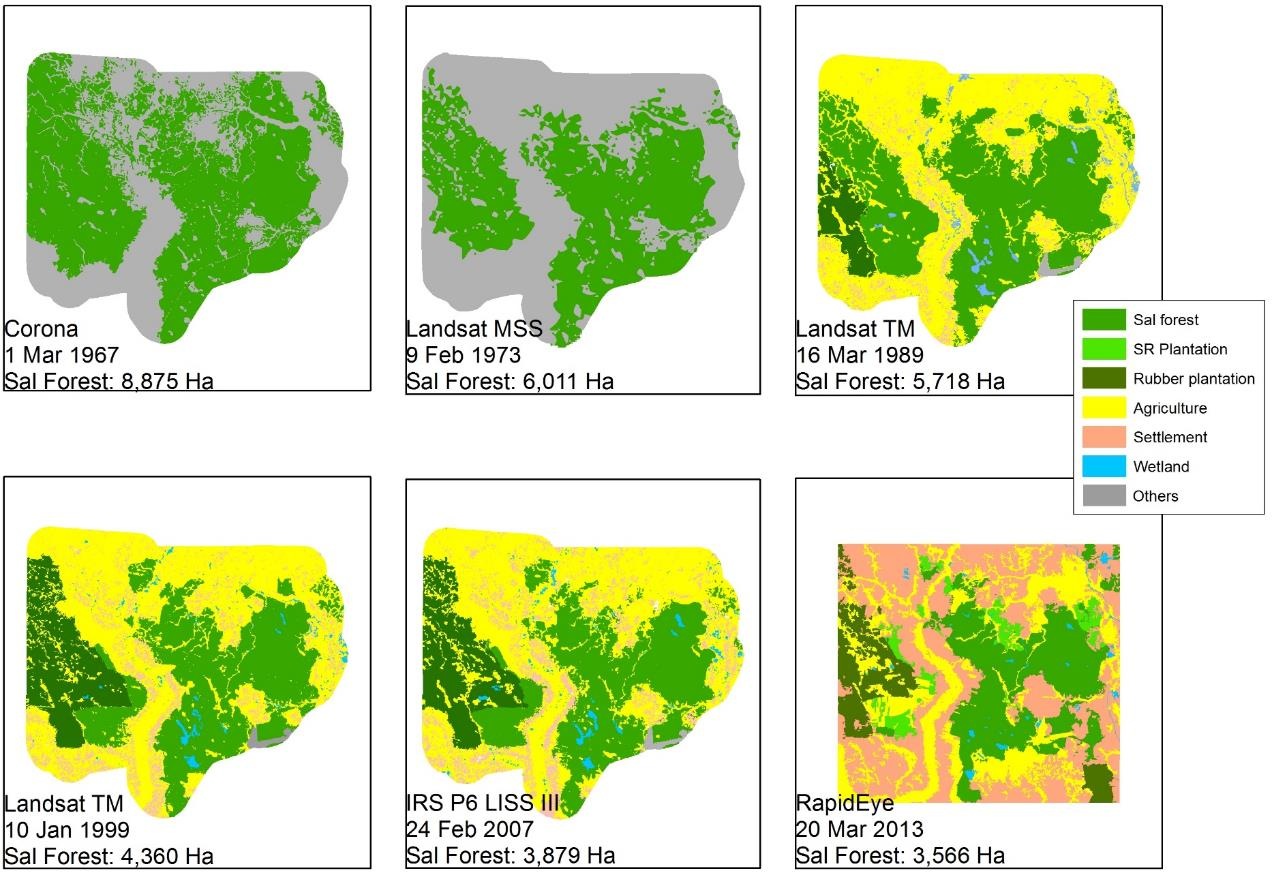 Corona
1 Mar 1967
Sal Forest: 8,875 Ha
Landsat MSS
9 Feb 1973
Sal Forest: 6,011 Ha
Landsat TM
16 Mar 1989
Sal Forest: 5,718 Ha
Sal forest
SR Plantation
Rubber plantation
Agriculture
Settlement
Wetland
Others
Landsat TM
10 Jan 1999
Sal Forest: 4,360 Ha
IRS P6 LISS III
24 Feb 2007
Sal Forest: 3,879 Ha
RapidEye
20 Mar 2013
Sal Forest: 3,566 Ha